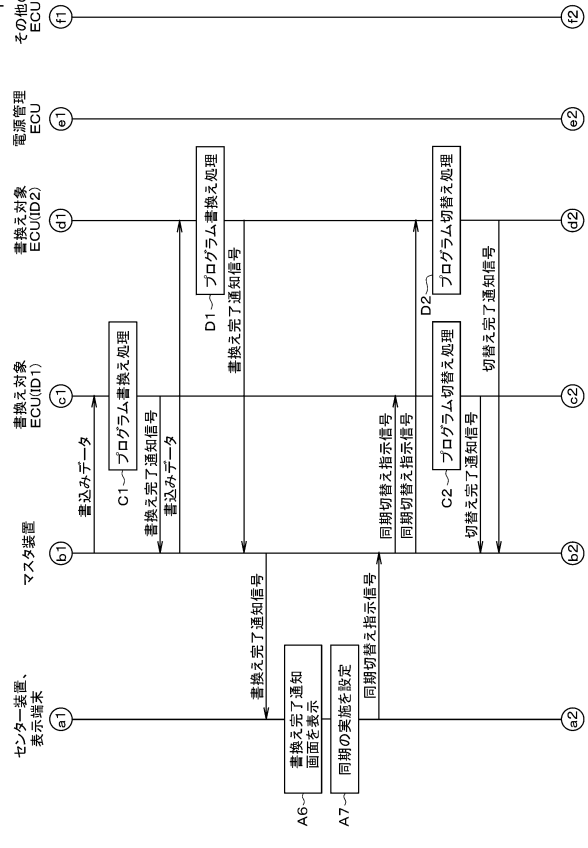 センター装置、
表示端末
マスタ装置
書換え対象
ECU(ID1)
書換え対象
ECU(ID2)
電源管理
ECU
その他の
ECU
a1
b1
c1
d1
e1
f1
書込みデータ
C1
プログラム書換え処理
書換え完了通知信号
書込みデータ
D1
プログラム書換え処理
書換え完了通知信号
書換え完了通知信号
A6
書換え完了通知
画面を表示
A7
同期の実施を設定
同期切替え指示信号
同期切替え指示信号
同期切替え指示信号
C2
プログラム切替え処理
D2
プログラム切替え処理
切替え完了通知信号
切替え完了通知信号
a2
b2
c2
d2
e2
f2